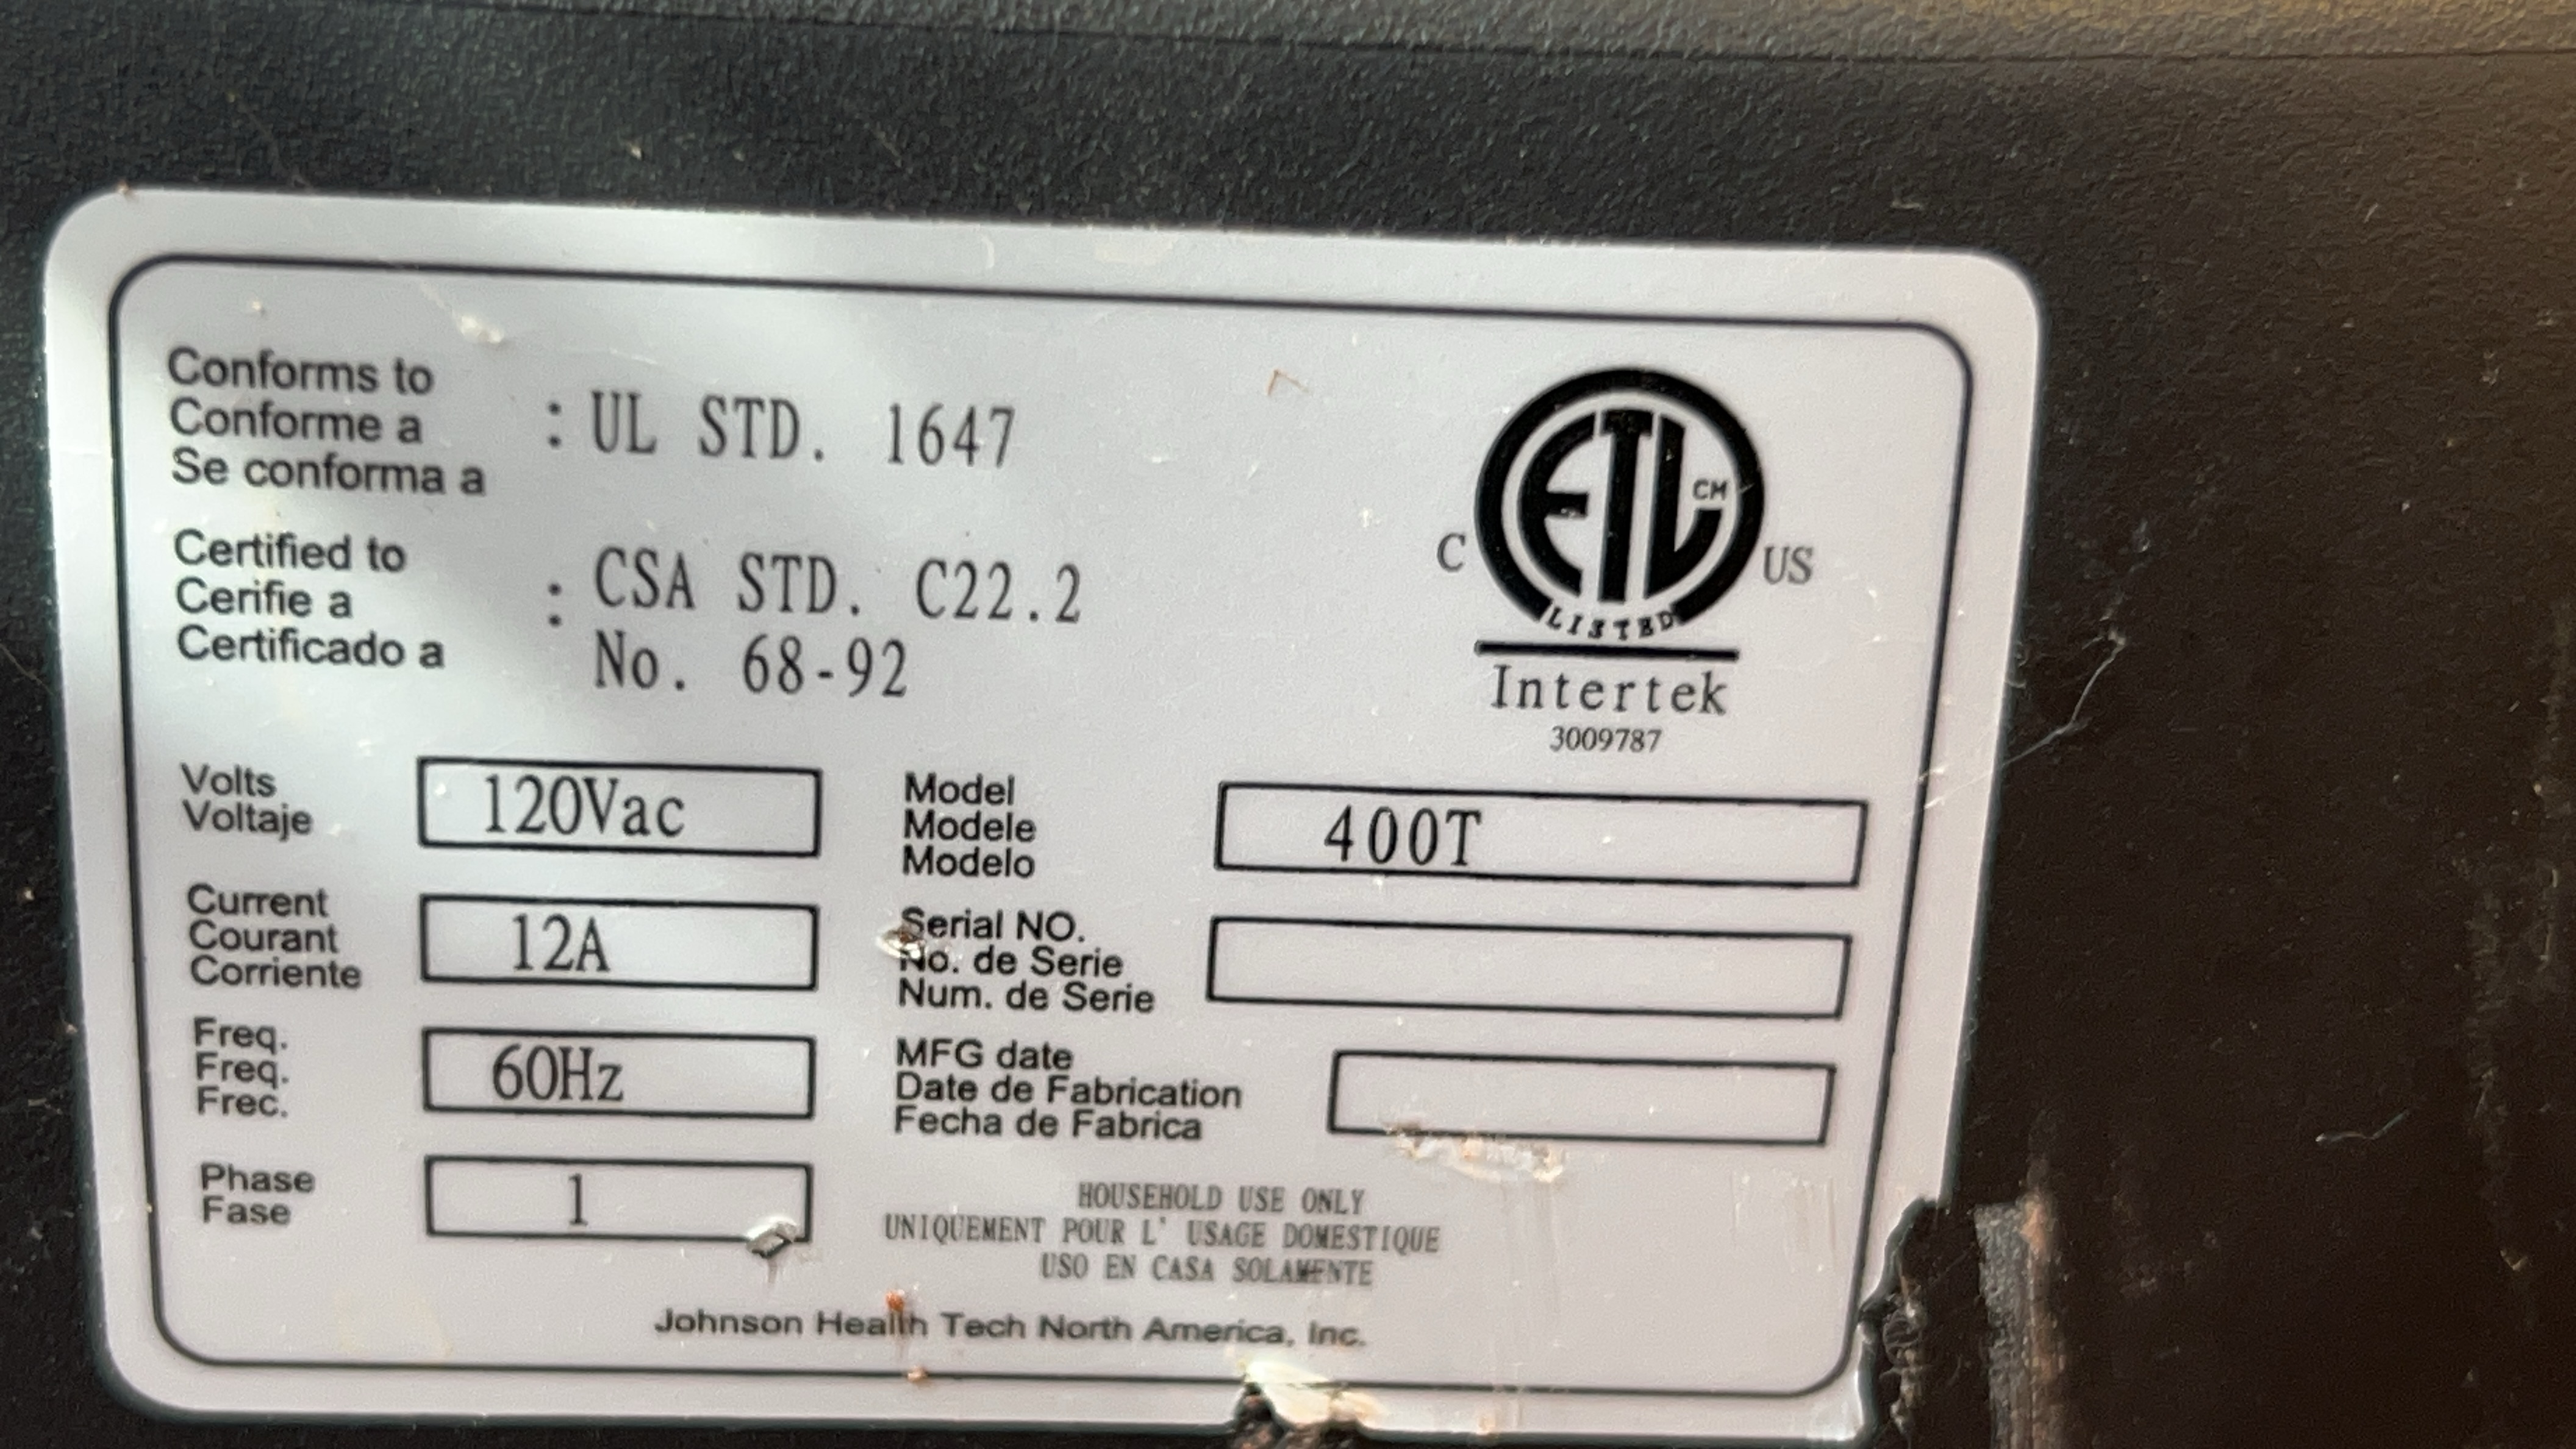 Conforms to
Conforme a
Se conforma a
: UL STD. 1647
Certified to
Cerifie a
Certificado a
: CSA STD. C22.2
No. 68-92
ETL CM
LISTED
C US
Intertek
3009787
Volts
Voltaje
120Vac
Model
Modele
Modelo
400T
Current
Courant
Corriente
12A
Serial NO.
No. de Serie
Num. de Serie
Freq.
Freq.
Frec.
60Hz
MFG date
Date de Fabrication
Fecha de Fabrica
Phase
Fase
1
HOUSEHOLD USE ONLY
UNIQUEMENT POUR L' USAGE DOMESTIQUE
USO EN CASA SOLAMENTE
Johnson Health Tech North America, Inc.